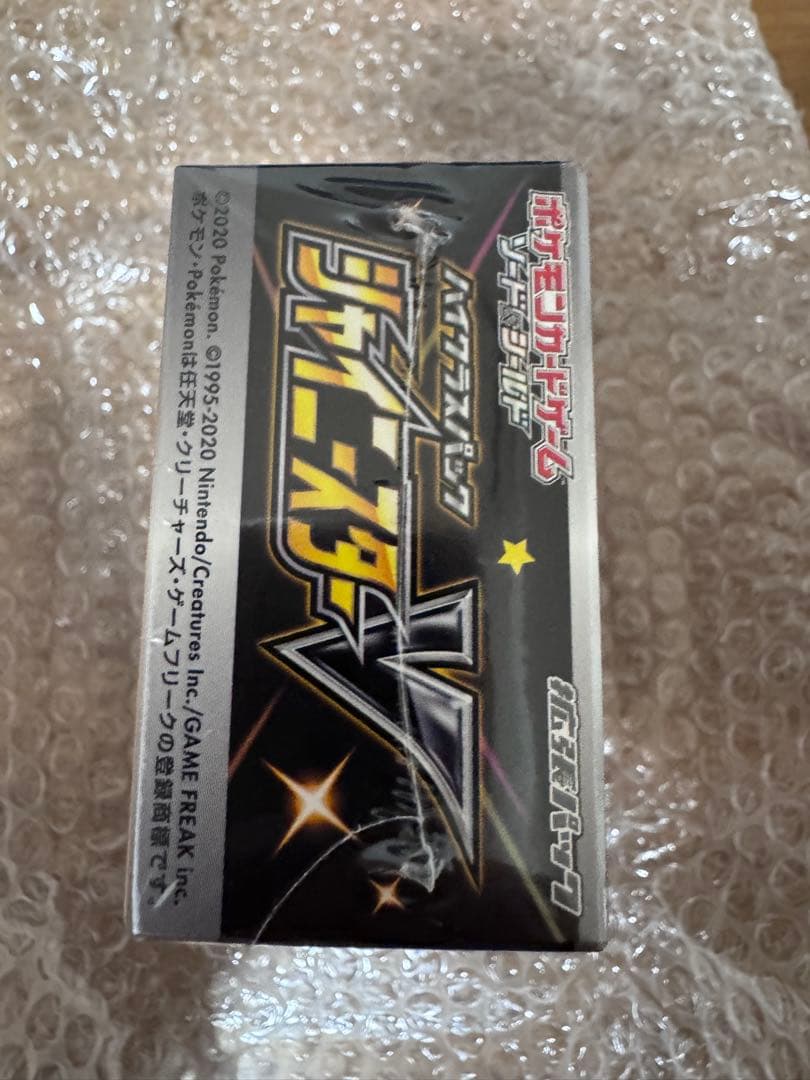 ポケモンカードゲーム
ソード&シールド
拡張パック
ハイクラスパック
シャイニースターV
©2020 Pokémon. ©1995-2020 Nintendo/Creatures Inc./GAME FREAK inc.
ポケモン・Pokémonは任天堂・クリーチャーズ・ゲームフリークの登録商標です。